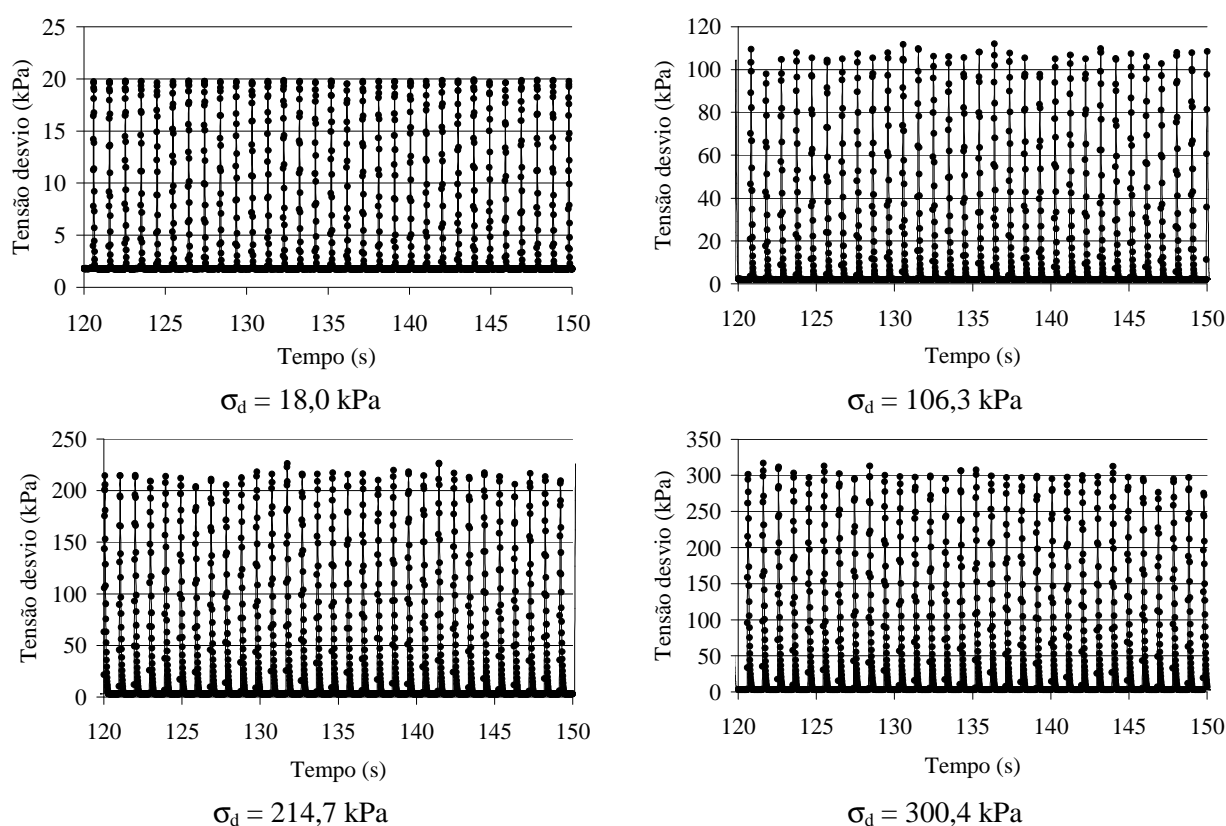 25
20
15
10
5
0
Tensão desvio (kPa)
120 125 130 135 140 145 150
Tempo (s)
σd = 18,0 kPa
120
100
80
60
40
20
0
Tensão desvio (kPa)
120 125 130 135 140 145 150
Tempo (s)
σd = 106,3 kPa
250
200
150
100
50
0
Tensão desvio (kPa)
120 125 130 135 140 145 150
Tempo (s)
σd = 214,7 kPa
350
300
250
200
150
100
50
0
Tensão desvio (kPa)
120 125 130 135 140 145 150
Tempo (s)
σd = 300,4 kPa